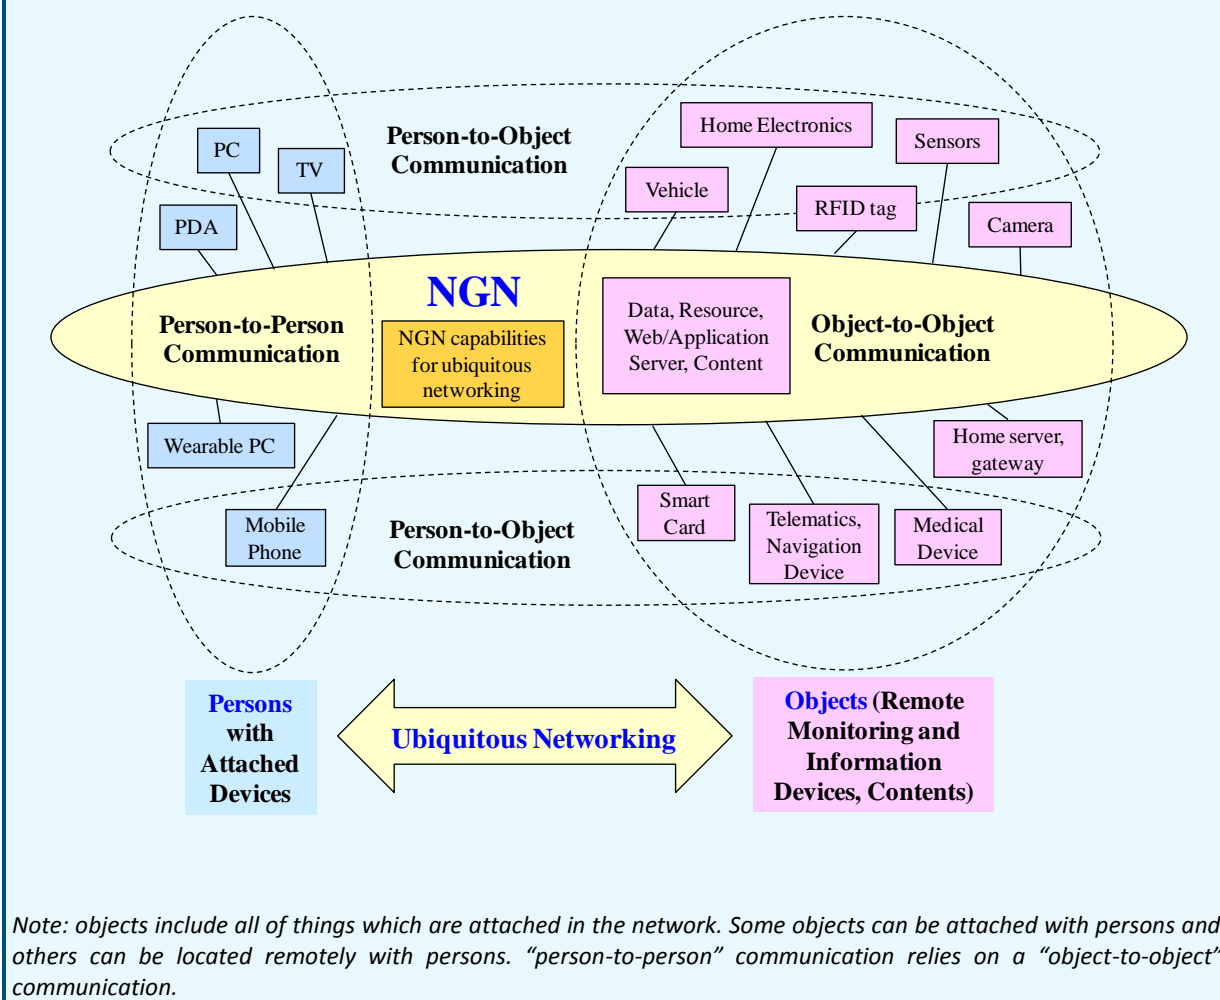 Person-to-Object
Communication
PC
TV
PDA
Home Electronics
Sensors
Vehicle
RFID tag
Camera
NGN
Person-to-Person
Communication
NGN capabilities
for ubiquitous
networking
Data, Resource,
Web/Application
Server, Content
Object-to-Object
Communication
Wearable PC
Mobile
Phone
Person-to-Object
Communication
Smart
Card
Telematics,
Navigation
Device
Medical
Device
Home server,
gateway
Persons
with
Attached
Devices
Ubiquitous Networking
Objects (Remote
Monitoring and
Information
Devices, Contents)
Note: objects include all of things which are attached in the network. Some objects can be attached with persons and
others can be located remotely with persons. “person-to-person” communication relies on a “object-to-object”
communication.